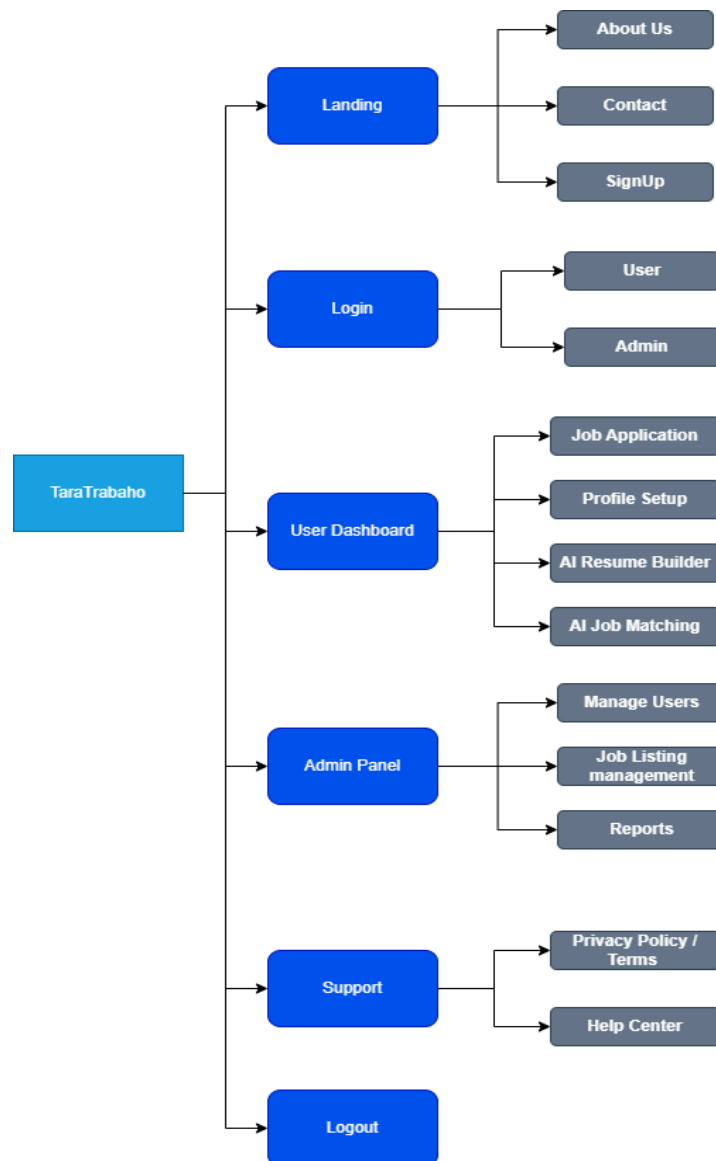 TaraTrabaho
Landing
About Us
Contact
SignUp
Login
User
Admin
User Dashboard
Job Application
Profile Setup
AI Resume Builder
AI Job Matching
Admin Panel
Manage Users
Job Listing
management
Reports
Support
Privacy Policy /
Terms
Help Center
Logout